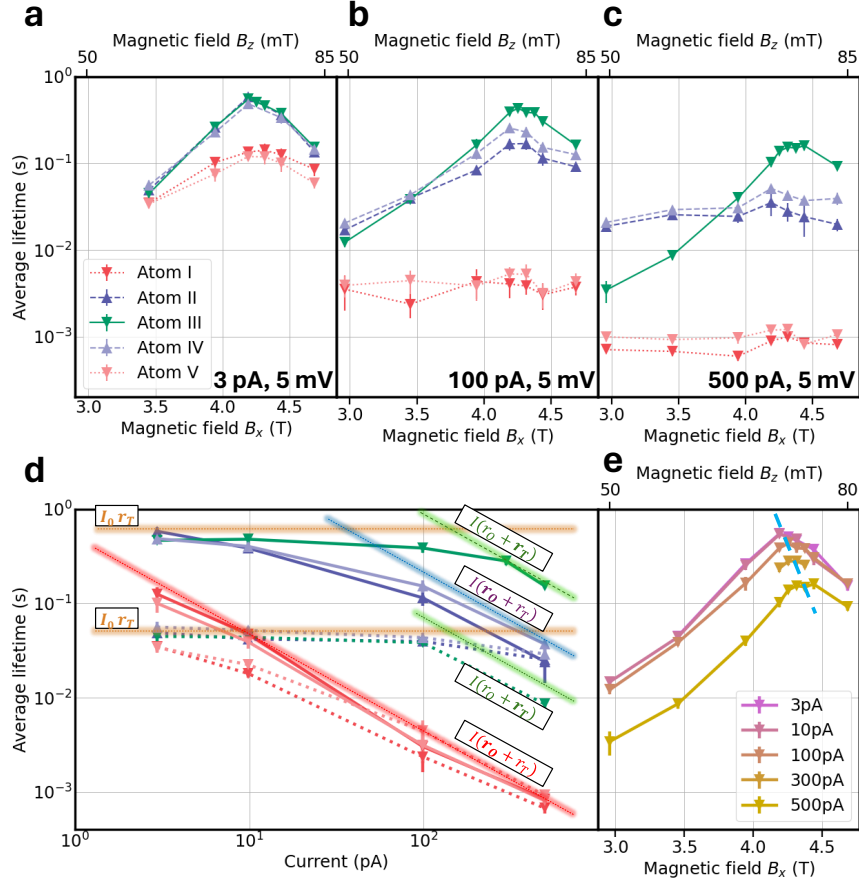 a
b
c
Magnetic field B_z (mT)
Magnetic field B_z (mT)
Magnetic field B_z (mT)
50
85
50
85
50
85
10^0
10^-1
10^-2
10^-3
Average lifetime (s)
Atom I
Atom II
Atom III
Atom IV
Atom V
3 pA, 5 mV
100 pA, 5 mV
500 pA, 5 mV
3.0
3.5
4.0
4.5
3.0
3.5
4.0
4.5
3.0
3.5
4.0
4.5
Magnetic field B_x (T)
Magnetic field B_x (T)
Magnetic field B_x (T)
d
e
Magnetic field B_z (mT)
50
80
10^0
10^-1
10^-2
10^-3
Average lifetime (s)
I_0 r_T
I(r_O + r_T)
I(r_O + r_T)
I_0 r_T
I(r_O + r_T)
I(r_O + r_T)
3pA
10pA
100pA
300pA
500pA
10^0
10^1
10^2
Current (pA)
3.0
3.5
4.0
4.5
Magnetic field B_x (T)